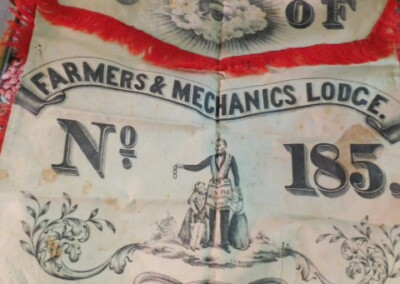 OF
FARMERS & MECHANICS LODGE.
No. 185.